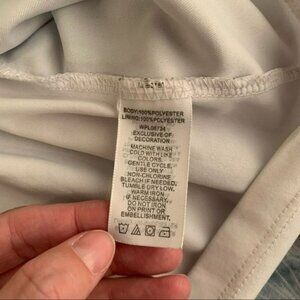 BODY:100%POLYESTER
LINING:100%POLYESTER
WPL06734
EXCLUSIVE OF
DECORATION
MACHINE WASH
COLD WITH LIKE
COLORS.
GENTLE CYCLE.
USE ONLY
NON-CHLORINE
BLEACH IF NEEDED.
TUMBLE DRY LOW.
WARM IRON
IF NECESSARY.
DO NOT IRON
ON PRINT OR
EMBELLISHMENT.